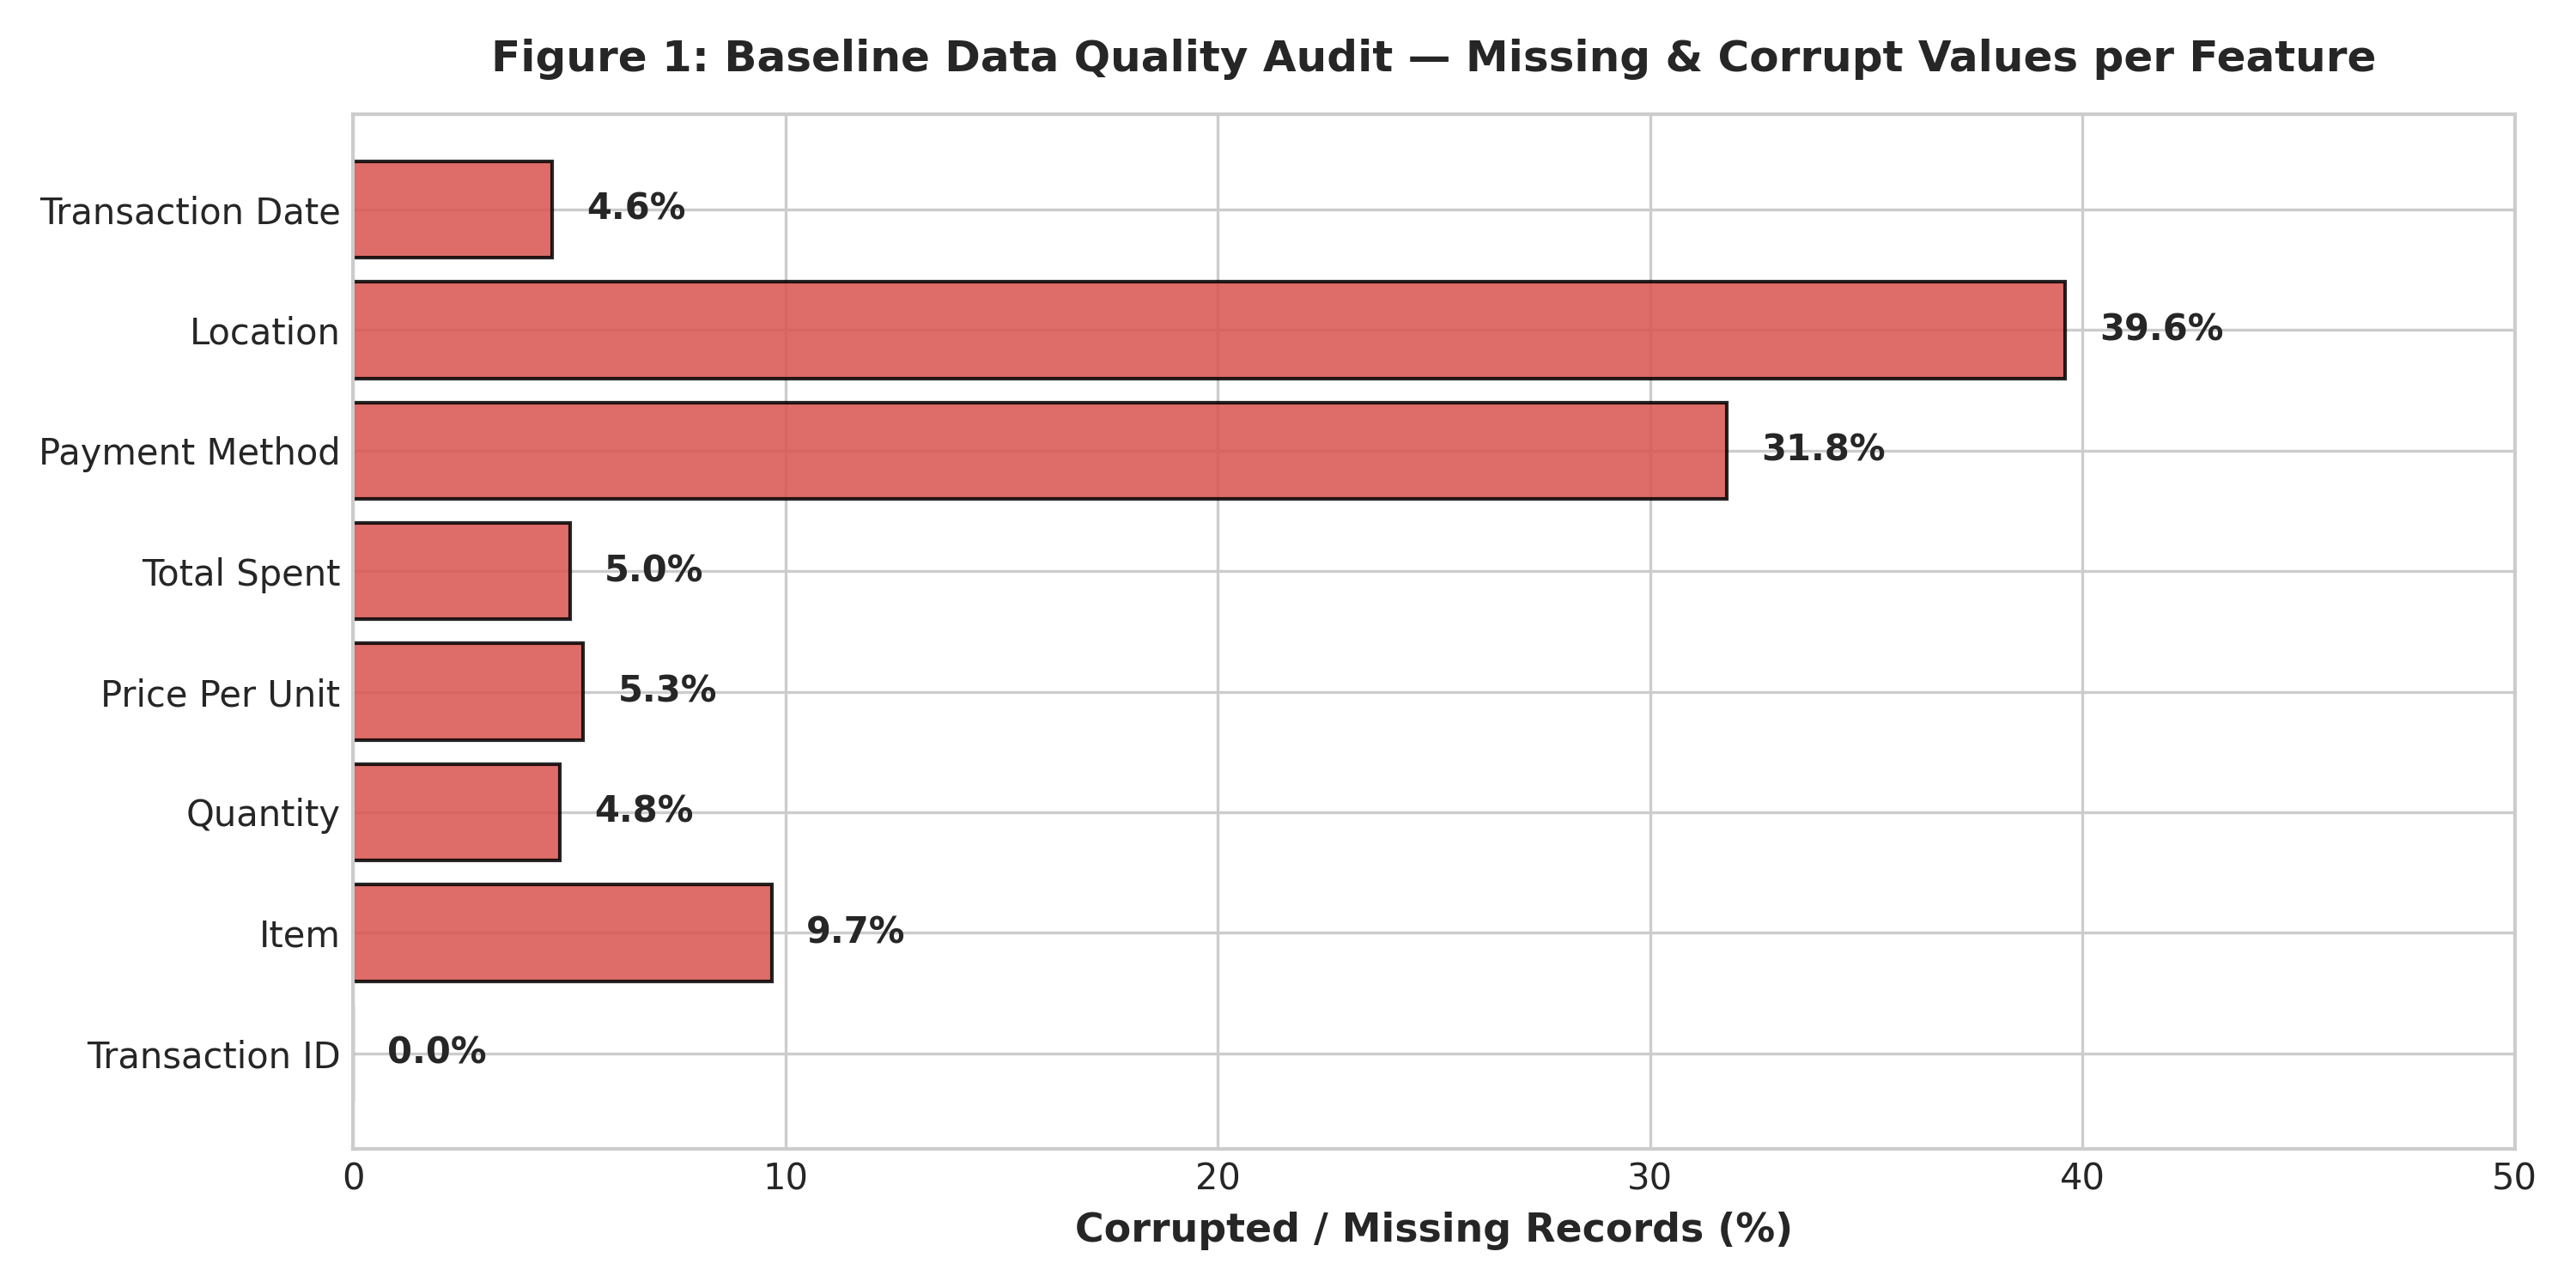 Figure 1: Baseline Data Quality Audit — Missing & Corrupt Values per Feature
Transaction Date 4.6%
Location 39.6%
Payment Method 31.8%
Total Spent 5.0%
Price Per Unit 5.3%
Quantity 4.8%
Item 9.7%
Transaction ID 0.0%
0 10 20 30 40 50
Corrupted / Missing Records (%)